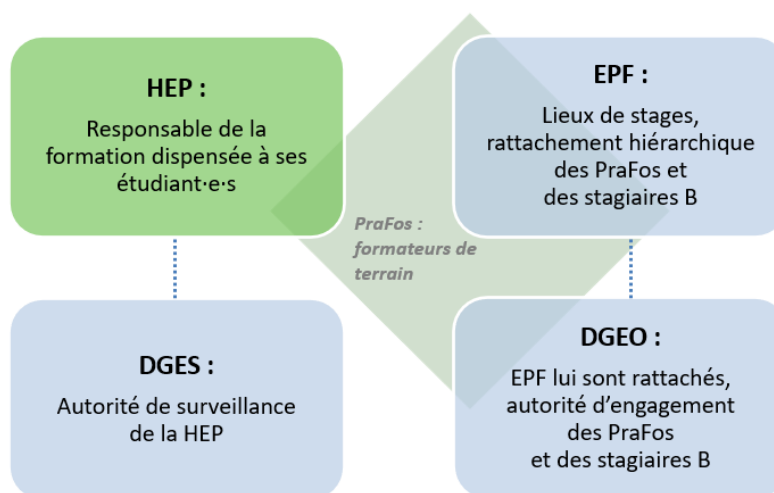 HEP :
Responsable de la
formation dispensée à ses
étudiant·e·s
EPF :
Lieux de stages,
rattachement hiérarchique
des PraFos et
des stagiaires B
PraFos :
formateurs de
terrain
DGES :
Autorité de surveillance
de la HEP
DGEO :
EPF lui sont rattachés,
autorité d’engagement
des PraFos
et des stagiaires B